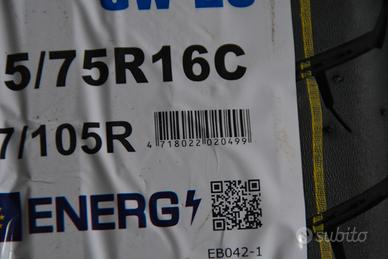 5/75R16C
7/105R
4 718022 020499
ENERG
EB042-1
subito